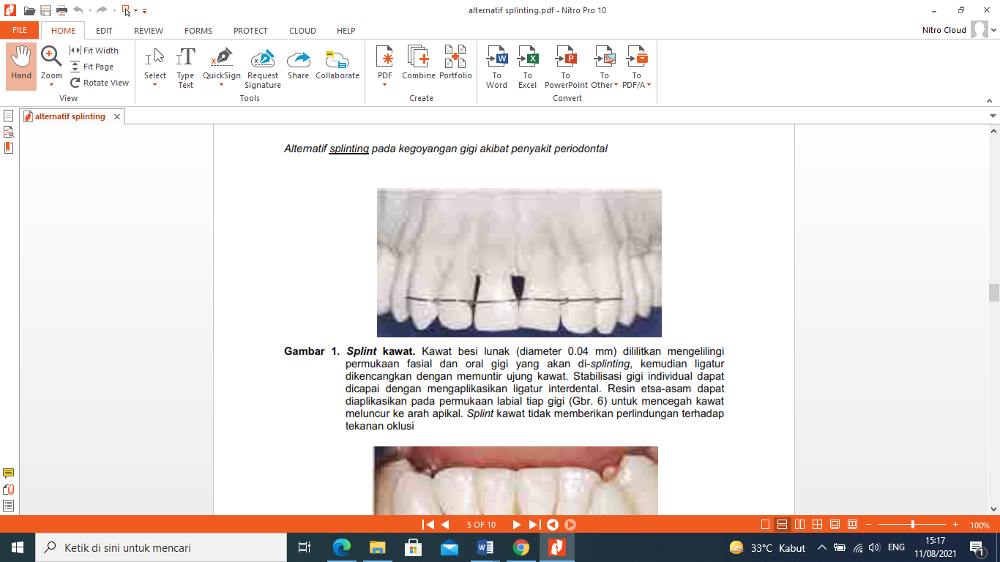 alternatif splinting.pdf - Nitro Pro 10
FILE
HOME
EDIT
REVIEW
FORMS
PROTECT
CLOUD
HELP
Nitro Cloud
Hand
Zoom
Fit Width
Fit Page
Rotate View
View
Select
Type
Text
QuickSign
Request
Signature
Share
Collaborate
Tools
PDF
Combine
Portfolio
Create
To
Word
To
Excel
To
PowerPoint
To
Other
To
PDF/A
Convert
alternatif splinting
Alternatif splinting pada kegoyangan gigi akibat penyakit periodontal
Gambar 1. Splint kawat. Kawat besi lunak (diameter 0.04 mm) dililitkan mengelilingi
permukaan fasial dan oral gigi yang akan di-splinting, kemudian ligatur
dikencangkan dengan memuntir ujung kawat. Stabilisasi gigi individual dapat
dicapai dengan mengaplikasikan ligatur interdental. Resin etsa-asam dapat
diaplikasikan pada permukaan labial tiap gigi (Gbr. 6) untuk mencegah kawat
meluncur ke arah apikal. Splint kawat tidak memberikan perlindungan terhadap
tekanan oklusi
5 OF 10
100%
Ketik di sini untuk mencari
33°C Kabut
ENG
15:17
11/08/2021
1